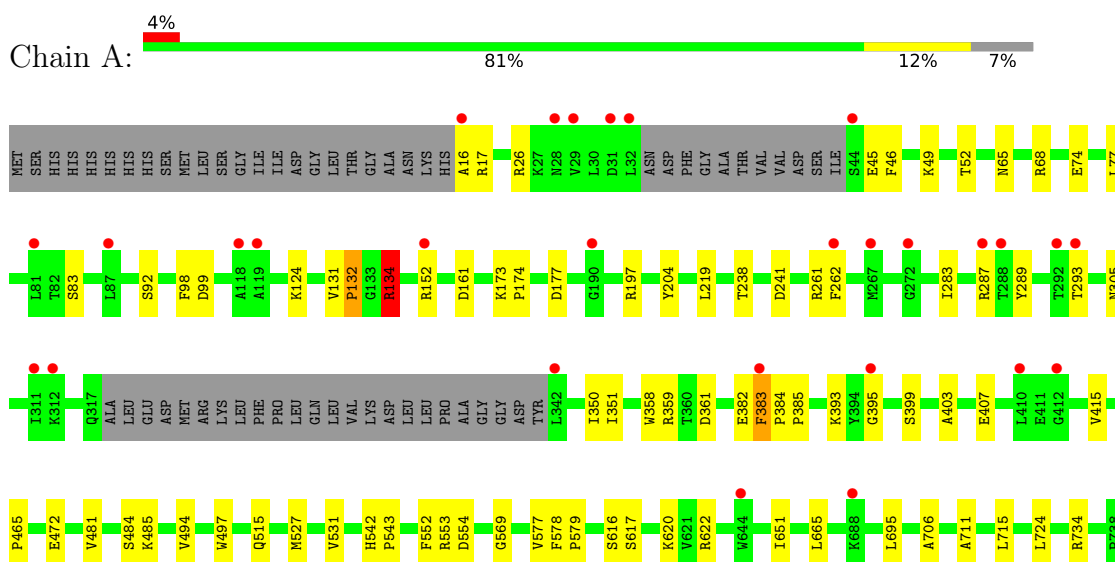 4%
Chain A:
81% 12% 7%
MET SER HIS HIS HIS HIS HIS HIS SER MET LEU SER GLY ILE ILE ASP GLY LEU THR GLY ALA ASN LYS HIS A16 R17 R26 K27 N28 V29 L30 D31 L32 ASN ASP PHE GLY ALA THR VAL VAL ASP SER ILE S44 E45 F46 K49 T52 N65 R68 E74 L77
L81 T82 S83 L87 S92 F98 D99 A118 A119 K124 V131 P132 G133 R134 R152 D161 K173 P174 D177 G190 R197 Y204 L219 T238 D241 R261 F262 M267 G272 I283 R287 T288 Y289 T292 T293 N305
I311 K312 Q317 ALA LEU GLU ASP MET ARG LYS LEU PHE PRO LEU GLN LEU VAL LYS ASP LEU LEU PRO ALA GLY GLY ASP TYR L342 I350 I351 W358 R359 T360 D361 E382 F383 P384 P385 K393 Y394 G395 S399 A403 E407 L410 E411 G412 V415
P465 E472 V481 S484 K485 V494 W497 Q515 M527 V531 H542 P543 F552 R553 D554 G569 V577 F578 P579 S616 S617 K620 V621 R622 W644 I651 L665 K688 L695 A706 A711 L715 L724 R734